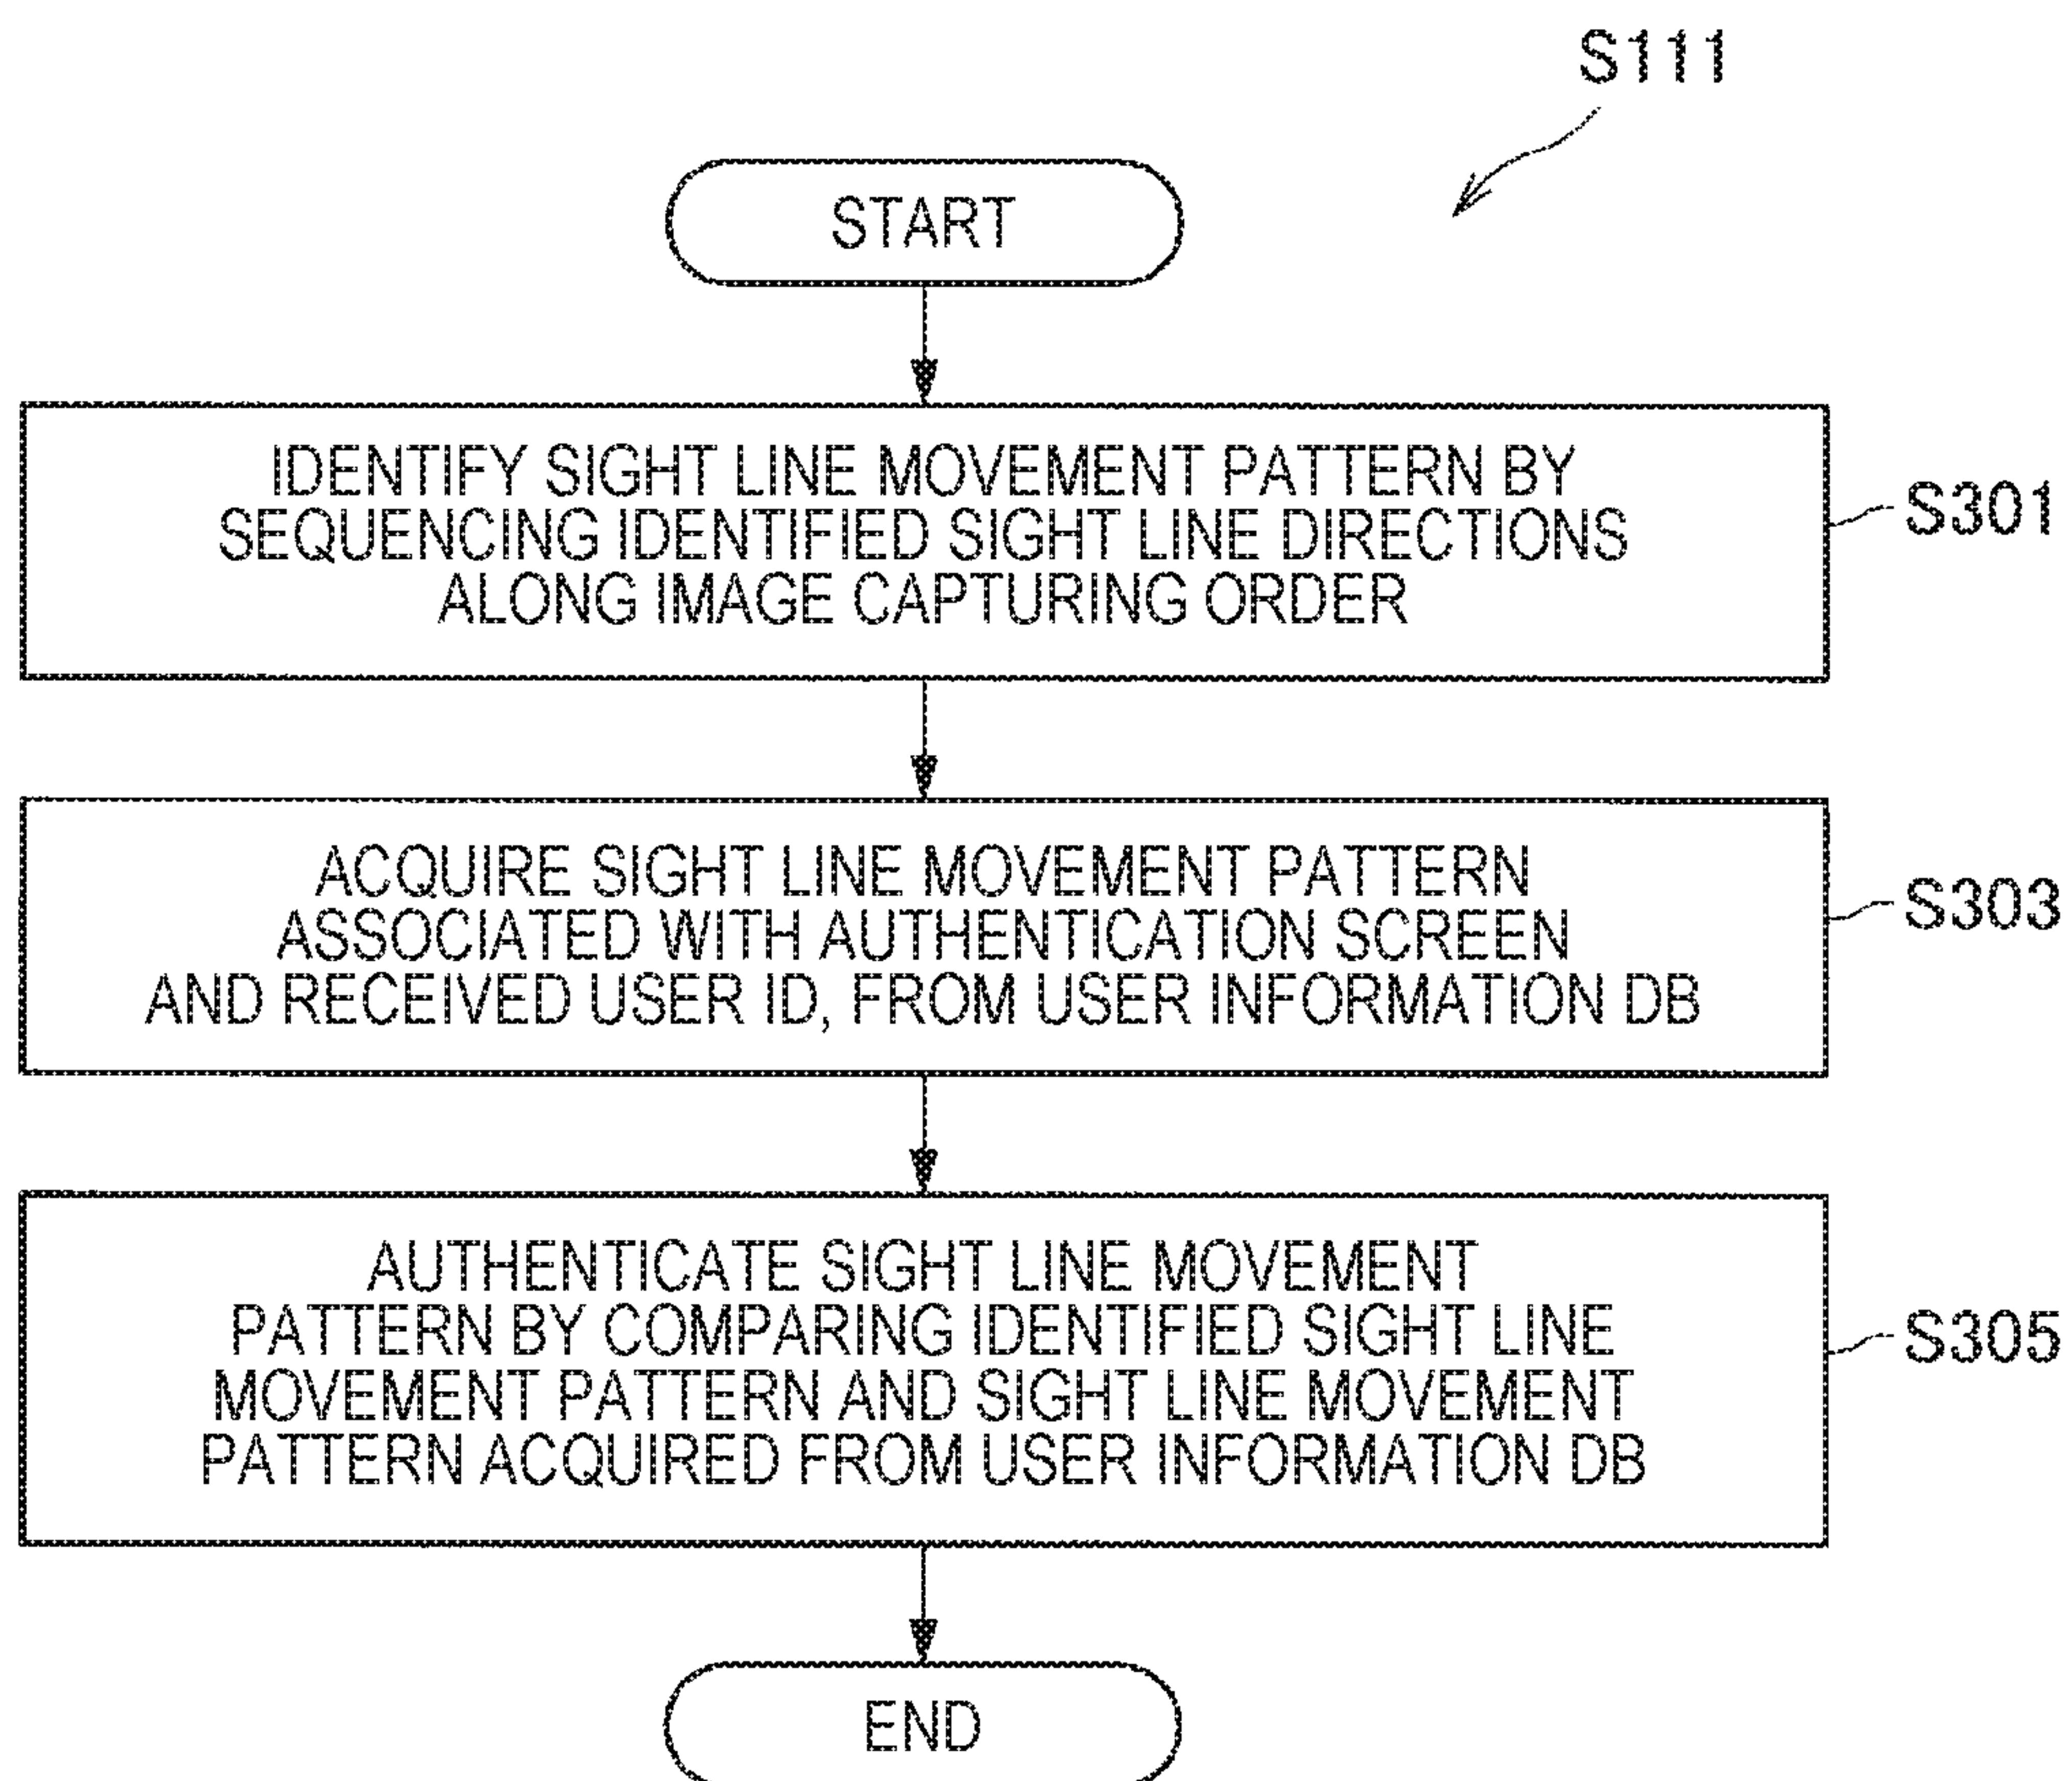 S111
START
IDENTIFY SIGHT LINE MOVEMENT PATTERN BY
SEQUENCING IDENTIFIED SIGHT LINE DIRECTIONS
ALONG IMAGE CAPTURING ORDER
S301
ACQUIRE SIGHT LINE MOVEMENT PATTERN
ASSOCIATED WITH AUTHENTICATION SCREEN
AND RECEIVED USER ID, FROM USER INFORMATION DB
S303
AUTHENTICATE SIGHT LINE MOVEMENT
PATTERN BY COMPARING IDENTIFIED SIGHT LINE
MOVEMENT PATTERN AND SIGHT LINE MOVEMENT
PATTERN ACQUIRED FROM USER INFORMATION DB
S305
END